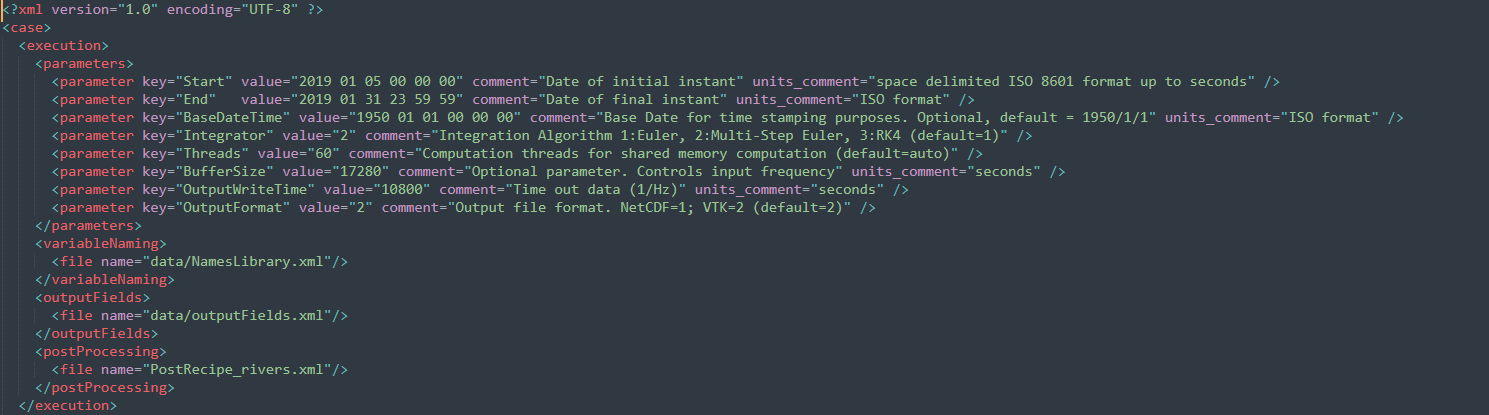 <?xml version="1.0" encoding="UTF-8" ?>
<case>
  <execution>
    <parameters>
      <parameter key="Start" value="2019 01 05 00 00 00" comment="Date of initial instant" units_comment="space delimited ISO 8601 format up to seconds" />
      <parameter key="End"   value="2019 01 31 23 59 59" comment="Date of final instant" units_comment="ISO format" />
      <parameter key="BaseDateTime" value="1950 01 01 00 00 00" comment="Base Date for time stamping purposes. Optional, default = 1950/1/1" units_comment="ISO format" />
      <parameter key="Integrator" value="2" comment="Integration Algorithm 1:Euler, 2:Multi-Step Euler, 3:RK4 (default=1)" />
      <parameter key="Threads" value="60" comment="Computation threads for shared memory computation (default=auto)" />
      <parameter key="BufferSize" value="17280" comment="Optional parameter. Controls input frequency" units_comment="seconds" />
      <parameter key="OutputWriteTime" value="10800" comment="Time out data (1/Hz)" units_comment="seconds" />
      <parameter key="OutputFormat" value="2" comment="Output file format. NetCDF=1; VTK=2 (default=2)" />
    </parameters>
    <variableNaming>
      <file name="data/NamesLibrary.xml"/>
    </variableNaming>
    <outputFields>
      <file name="data/outputFields.xml"/>
    </outputFields>
    <postProcessing>
      <file name="PostRecipe_rivers.xml"/>
    </postProcessing>
  </execution>